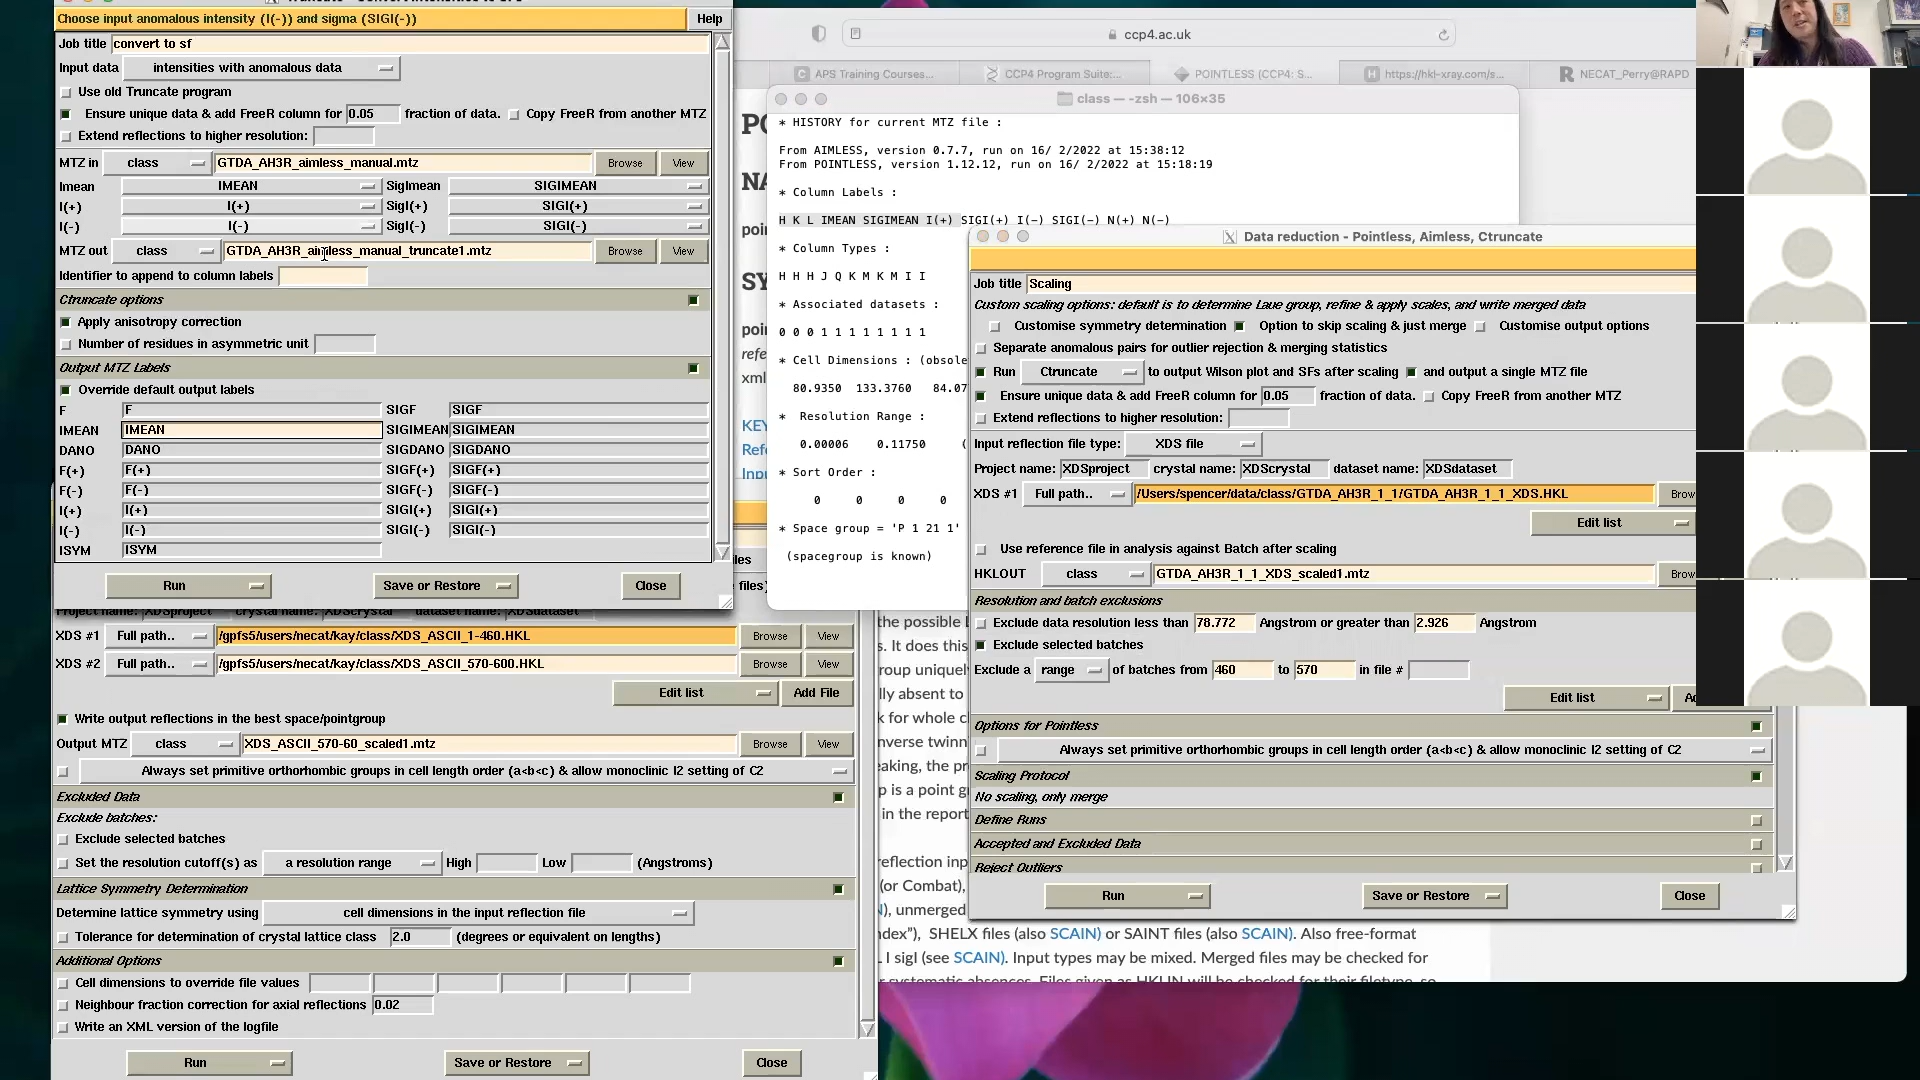 Choose input anomalous intensity (I(-)) and sigma (SIGI(-))
Help
Job title convert to sf
Input data intensities with anomalous data
Use old Truncate program
Ensure unique data & add FreeR column for 0.05 fraction of data. Copy FreeR from another MTZ
Extend reflections to higher resolution:
MTZ in class GTDA_AH3R_aimless_manual.mtz Browse View
Imean IMEAN SigImean SIGIMEAN
I(+) I(+) SigI(+) SIGI(+)
I(-) I(-) SigI(-) SIGI(-)
MTZ out class GTDA_AH3R_aimless_manual_truncate1.mtz Browse View
Identifier to append to column labels
Ctruncate options
Apply anisotropy correction
Number of residues in asymmetric unit
Output MTZ Labels
Override default output labels
F F SIGF SIGF
IMEAN IMEAN SIGIMEAN SIGIMEAN
DANO DANO SIGDANO SIGDANO
F(+) F(+) SIGF(+) SIGF(+)
F(-) F(-) SIGF(-) SIGF(-)
I(+) I(+) SIGI(+) SIGI(+)
I(-) I(-) SIGI(-) SIGI(-)
ISYM ISYM
Run Save or Restore Close
XDS #1 Full path.. /gpfs5/users/necat/kay/class/XDS_ASCII_1-460.HKL Browse View
XDS #2 Full path.. /gpfs5/users/necat/kay/class/XDS_ASCII_570-600.HKL Browse View
Edit list Add File
Write output reflections in the best space/pointgroup
Output MTZ class XDS_ASCII_570-60_scaled1.mtz Browse View
Always set primitive orthorhombic groups in cell length order (a<b<c) & allow monoclinic I2 setting of C2
Excluded Data
Exclude batches:
Exclude selected batches
Set the resolution cutoff(s) as a resolution range High Low (Angstroms)
Lattice Symmetry Determination
Determine lattice symmetry using cell dimensions in the input reflection file
Tolerance for determination of crystal lattice class 2.0 (degrees or equivalent on lengths)
Additional Options
Cell dimensions to override file values
Neighbour fraction correction for axial reflections 0.02
Write an XML version of the logfile
Run Save or Restore Close
ccp4.ac.uk
APS Training Courses...
CCP4 Program Suite:...
POINTLESS (CCP4: S...
https://hkl-xray.com/s...
NECAT_Perry@RAPD
class — -zsh — 106×35
* HISTORY for current MTZ file :
From AIMLESS, version 0.7.7, run on 16/ 2/2022 at 15:38:12
From POINTLESS, version 1.12.12, run on 16/ 2/2022 at 15:18:19
* Column Labels :
H K L IMEAN SIGIMEAN I(+) SIGI(+) I(-) SIGI(-) N(+) N(-)
* Column Types :
H H H J Q K M K M I I
* Associated datasets :
0 0 0 1 1 1 1 1 1 1 1
* Cell Dimensions : (obsole
80.9350 133.3760 84.07
* Resolution Range :
0.00006 0.11750 (
* Sort Order :
0 0 0 0
* Space group = 'P 1 21 1'
(spacegroup is known)
Data reduction - Pointless, Aimless, Ctruncate
Job title Scaling
Custom scaling options: default is to determine Laue group, refine & apply scales, and write merged data
Customise symmetry determination Option to skip scaling & just merge Customise output options
Separate anomalous pairs for outlier rejection & merging statistics
Run Ctruncate to output Wilson plot and SFs after scaling and output a single MTZ file
Ensure unique data & add FreeR column for 0.05 fraction of data. Copy FreeR from another MTZ
Extend reflections to higher resolution:
Input reflection file type: XDS file
Project name: XDSproject crystal name: XDScrystal dataset name: XDSdataset
XDS #1 Full path.. /Users/spencer/data/class/GTDA_AH3R_1_1/GTDA_AH3R_1_1_XDS.HKL Brow
Edit list
Use reference file in analysis against Batch after scaling
HKLOUT class GTDA_AH3R_1_1_XDS_scaled1.mtz Brow
Resolution and batch exclusions
Exclude data resolution less than 78.772 Angstrom or greater than 2.926 Angstrom
Exclude selected batches
Exclude a range of batches from 460 to 570 in file #
Edit list
Options for Pointless
Always set primitive orthorhombic groups in cell length order (a<b<c) & allow monoclinic I2 setting of C2
Scaling Protocol
No scaling, only merge
Define Runs
Accepted and Excluded Data
Reject Outliers
Run Save or Restore Close
PO
NA
poin
SY
poin
refe
xml
KEY
Refe
Inpu
the possible
s. It does this
roup uniquel
lly absent to
k for whole c
nverse twinn
eaking, the pr
p is a point g
in the report
eflection inp
(or Combat),
unmerged
SHELX files (also SCAIN) or SAINT files (also SCAIN). Also free-format
L I sigI (see SCAIN). Input types may be mixed. Merged files may be checked for